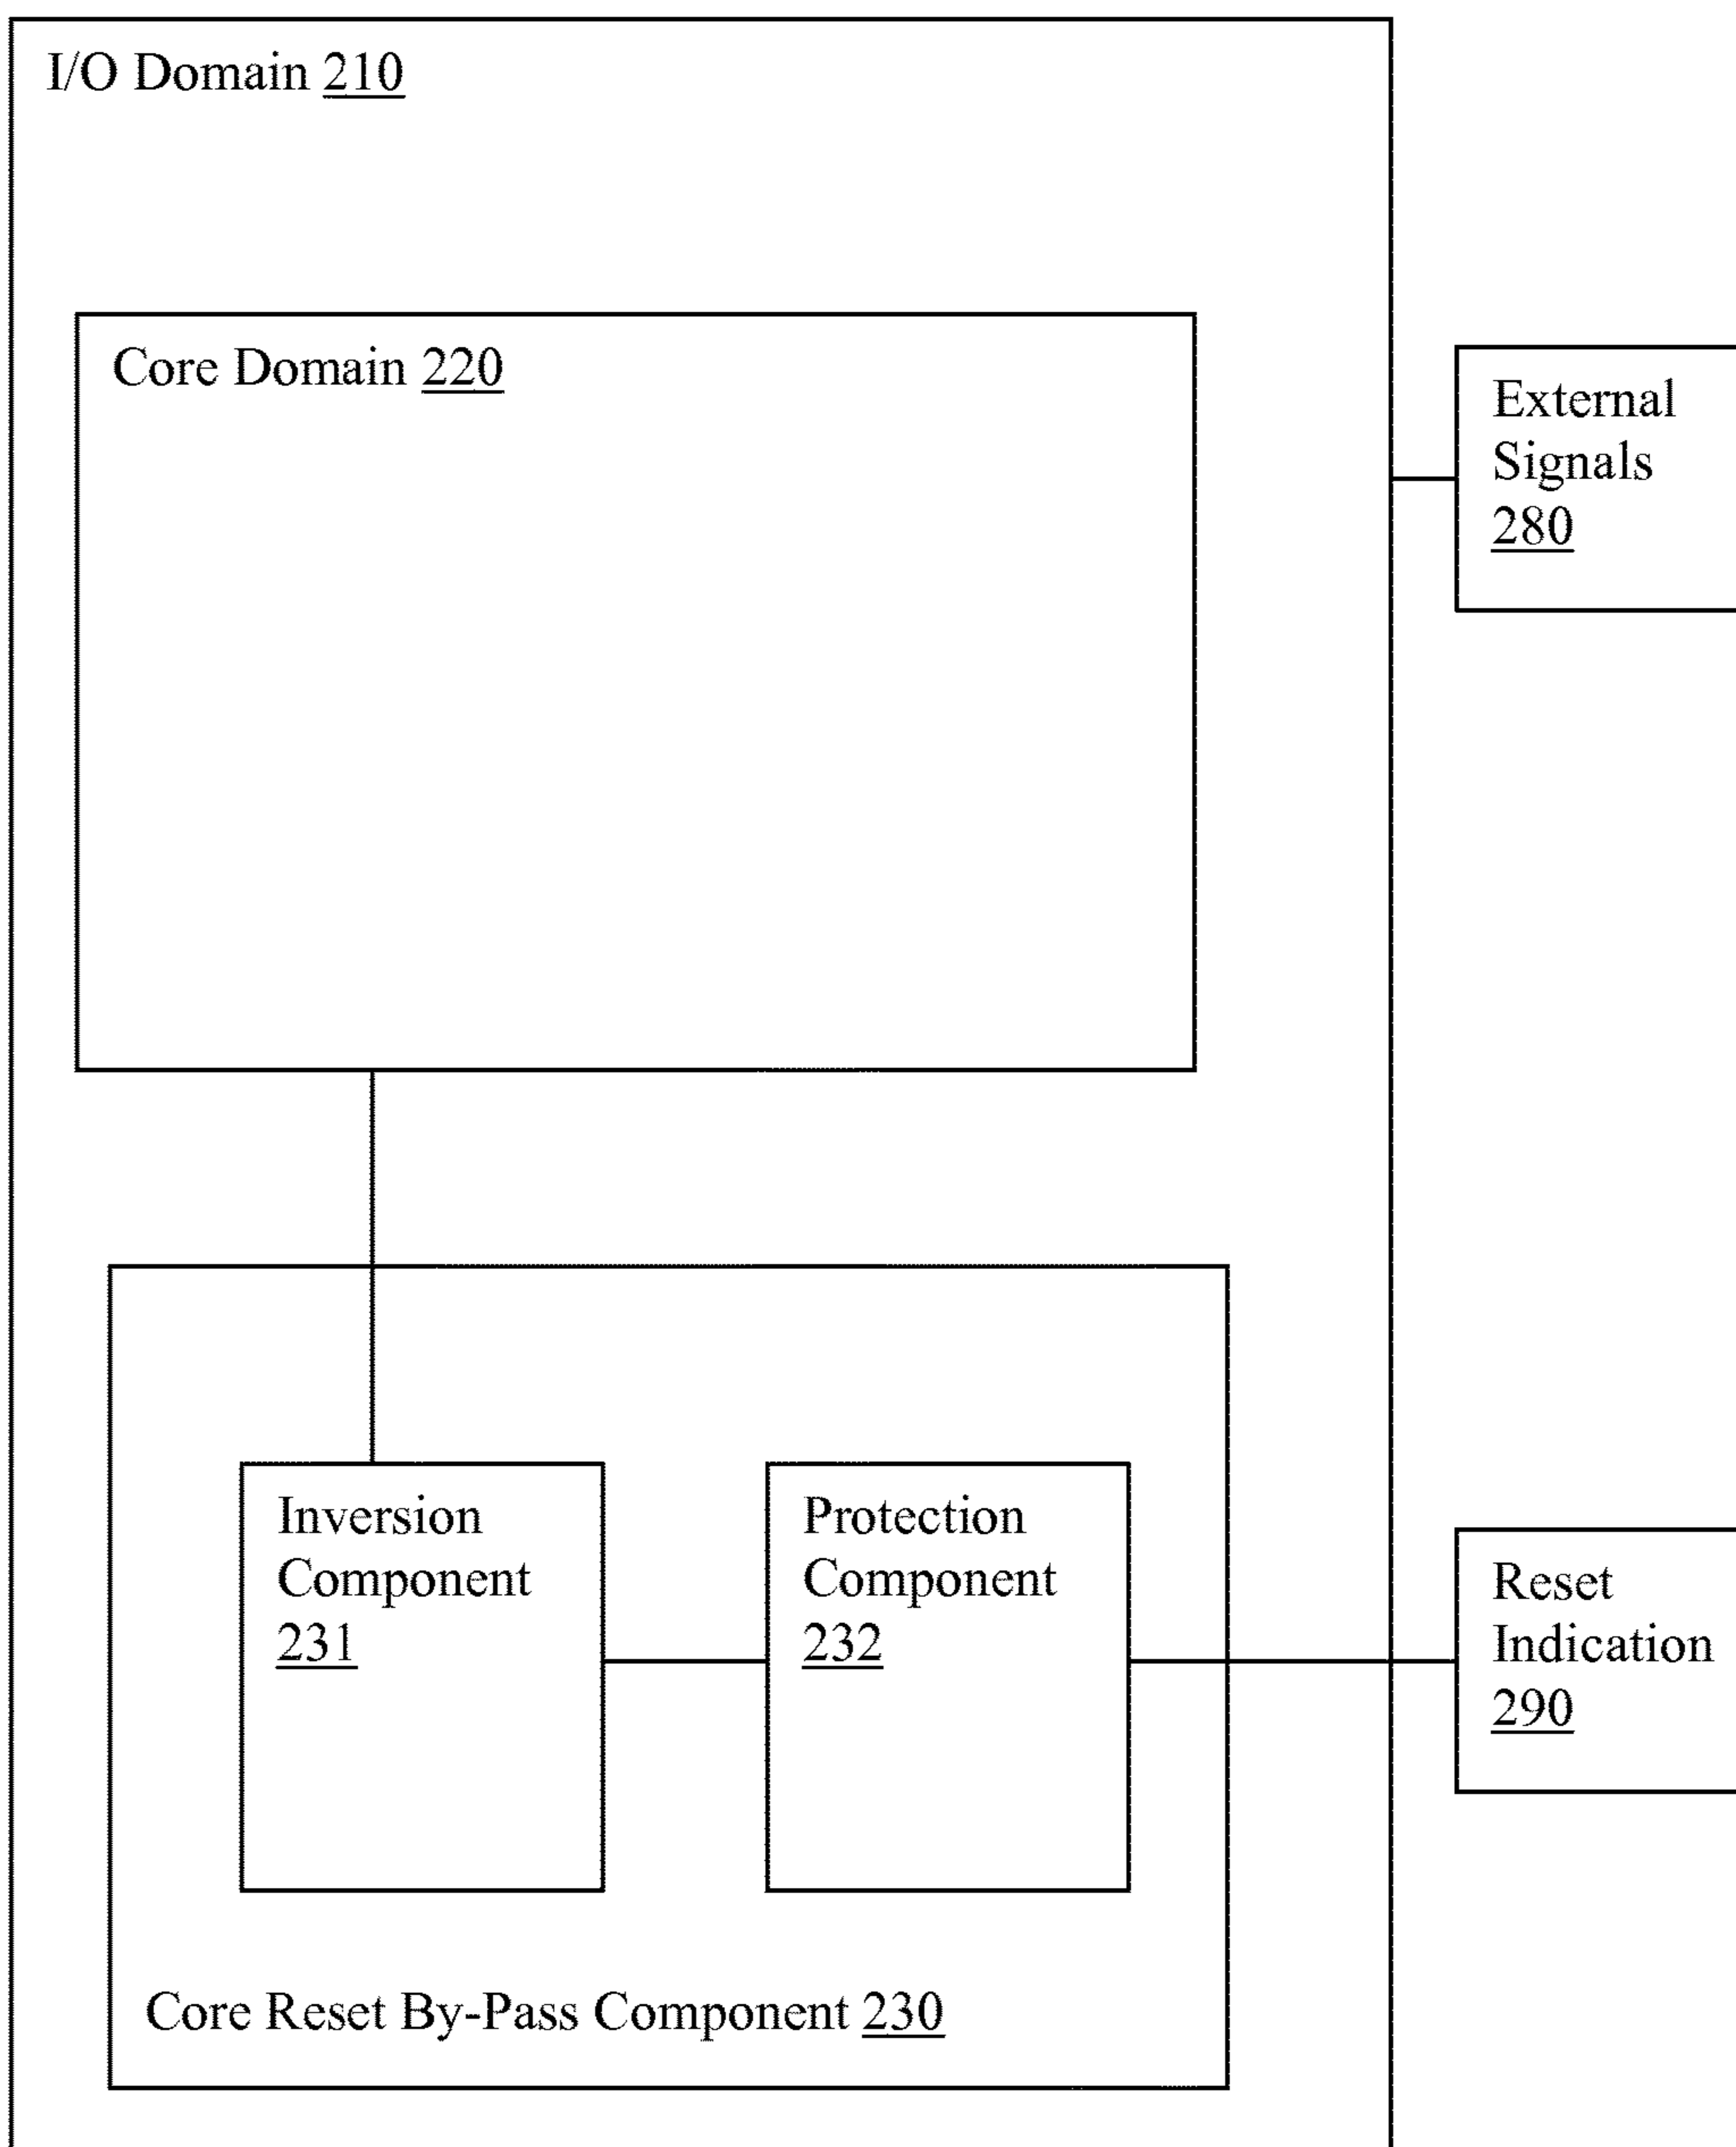 I/O Domain 210
Core Domain 220
External
Signals
280
Inversion
Component
231
Protection
Component
232
Reset
Indication
290
Core Reset By-Pass Component 230